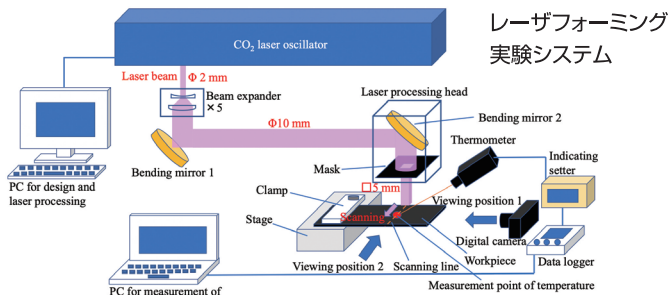 レーザフォーミング
実験システム
CO2 laser oscillator
Laser beam
Φ 2 mm
Beam expander
×5
Φ10 mm
Laser processing head
Bending mirror 2
Thermometer
Mask
Bending mirror 1
PC for design and
laser processing
□5 mm
Indicating
setter
Clamp
Scanning
Viewing position 1
Stage
Digital camera
Data logger
Workpiece
Viewing position 2
Scanning line
Measurement point of temperature
PC for measurement of